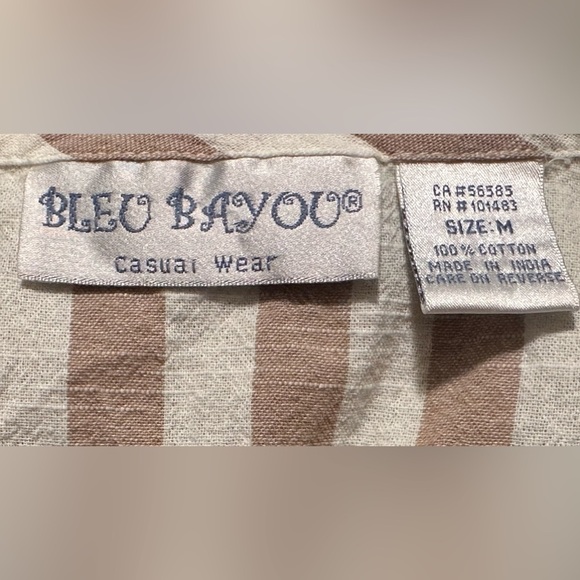 BLEU BAYOU®
Casual Wear
CA #56585
RN # 101483
SIZE: M
100% COTTON
MADE IN INDIA
CARE ON REVERSE